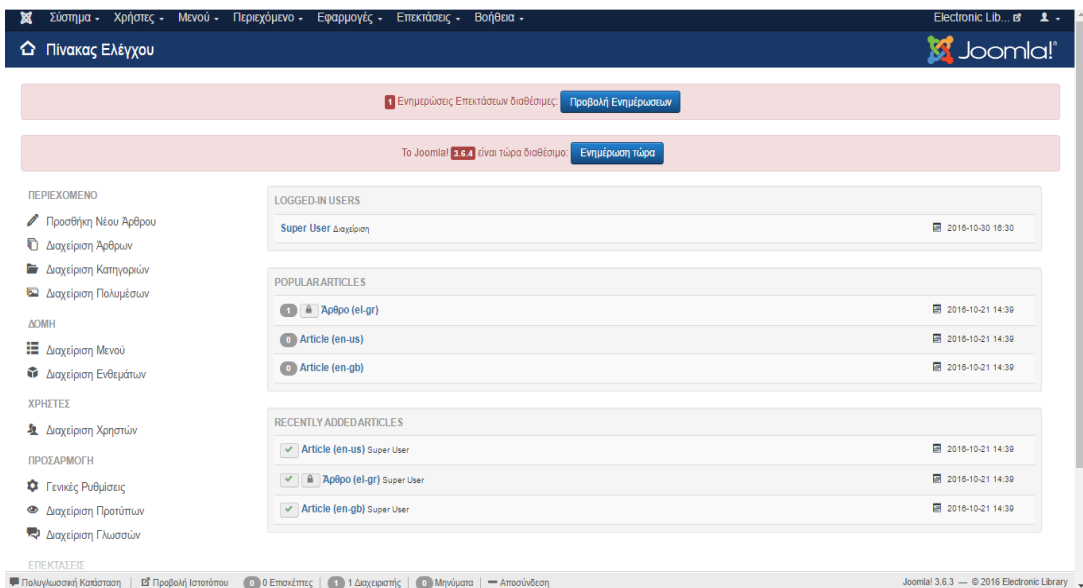 Σύστημα Χρήστες Μενού Περιεχόμενο Εφαρμογές Επεκτάσεις Βοήθεια Electronic Lib...
Πίνακας Ελέγχου Joomla!®
1 Ενημερώσεις Επεκτάσεων διαθέσιμες: Προβολή Ενημέρωσεων
Το Joomla! 3.6.4 είναι τώρα διαθέσιμο: Ενημέρωση τώρα
ΠΕΡΙΕΧΟΜΕΝΟ
Προσθήκη Νέου Άρθρου
Διαχείριση Άρθρων
Διαχείριση Κατηγοριών
Διαχείριση Πολυμέσων
ΔΟΜΗ
Διαχείριση Μενού
Διαχείριση Ενθεμάτων
ΧΡΗΣΤΕΣ
Διαχείριση Χρηστών
ΠΡΟΣΑΡΜΟΓΗ
Γενικές Ρυθμίσεις
Διαχείριση Προτύπων
Διαχείριση Γλωσσών
ΕΠΕΚΤΑΣΕΙΣ
LOGGED-IN USERS
Super User Διαχείριση 2016-10-30 16:30
POPULAR ARTICLES
1 Άρθρο (el-gr) 2016-10-21 14:39
0 Article (en-us) 2016-10-21 14:39
0 Article (en-gb) 2016-10-21 14:39
RECENTLY ADDED ARTICLES
Article (en-us) Super User 2016-10-21 14:39
Άρθρο (el-gr) Super User 2016-10-21 14:39
Article (en-gb) Super User 2016-10-21 14:39
Πολυγλωσσική Κατάσταση Προβολή Ιστοτόπου 0 0 Επισκέπτες 1 1 Διαχειριστής 0 Μηνύματα Αποσύνδεση Joomla! 3.6.3 — © 2016 Electronic Library